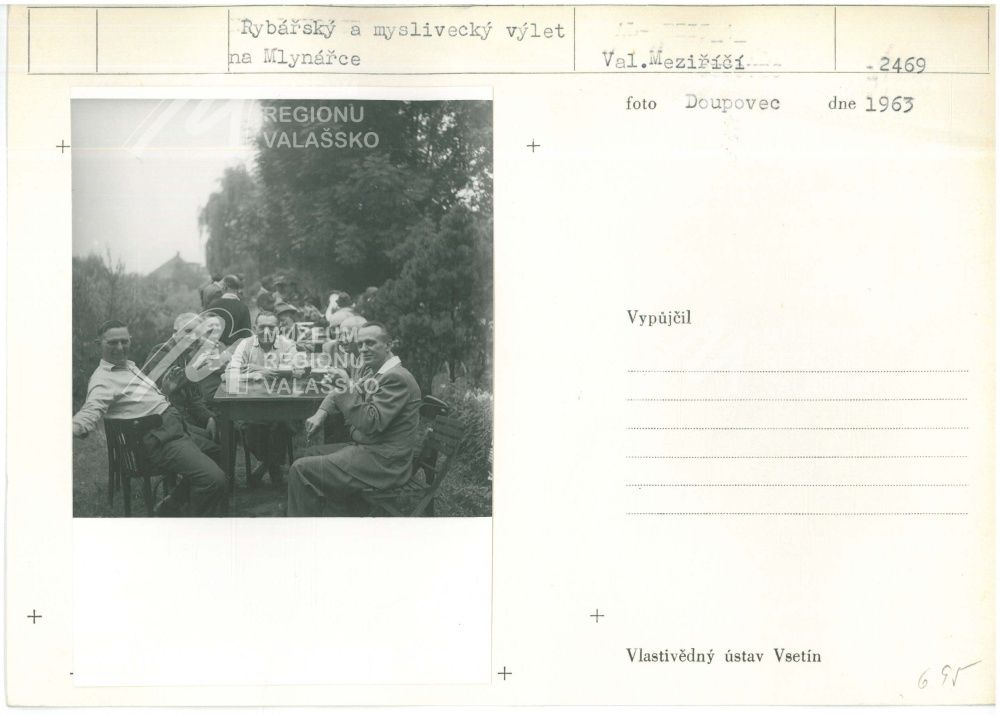 Rybářský a myslivecký výlet
na Mlynářce
Val.Meziříčí
-2469
foto Doupovec dne 1963
REGIONU
VALAŠSKO
MUZEUM
REGIONU
VALAŠSKO
Vypůjčil
Vlastivědný ústav Vsetín
695